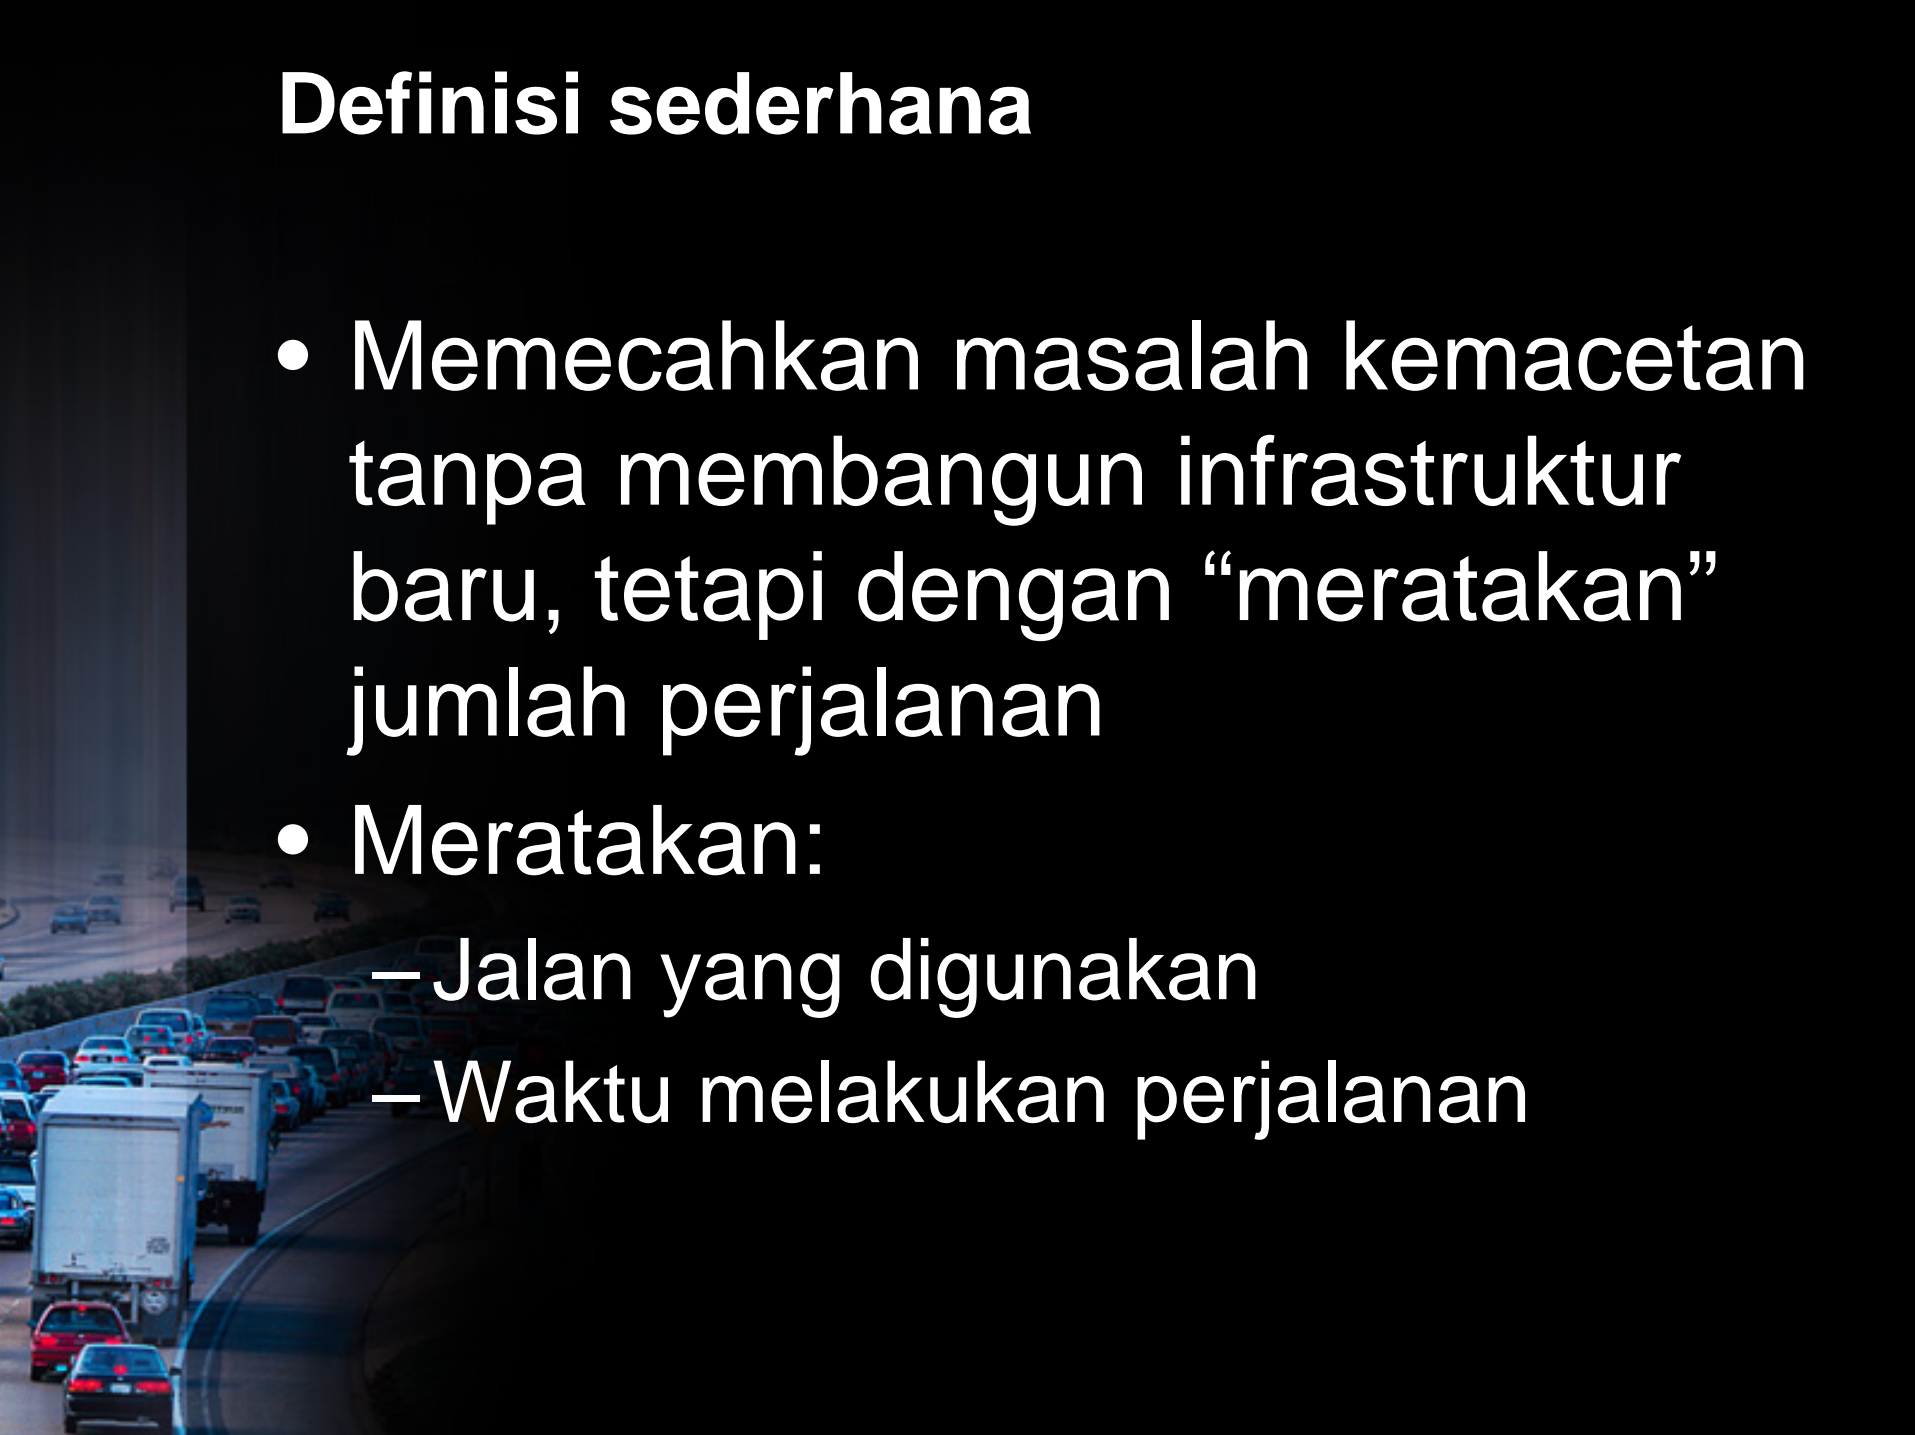 Definisi sederhana
• Memecahkan masalah kemacetan
tanpa membangun infrastruktur
baru, tetapi dengan “meratakan”
jumlah perjalanan
• Meratakan:
– Jalan yang digunakan
– Waktu melakukan perjalanan